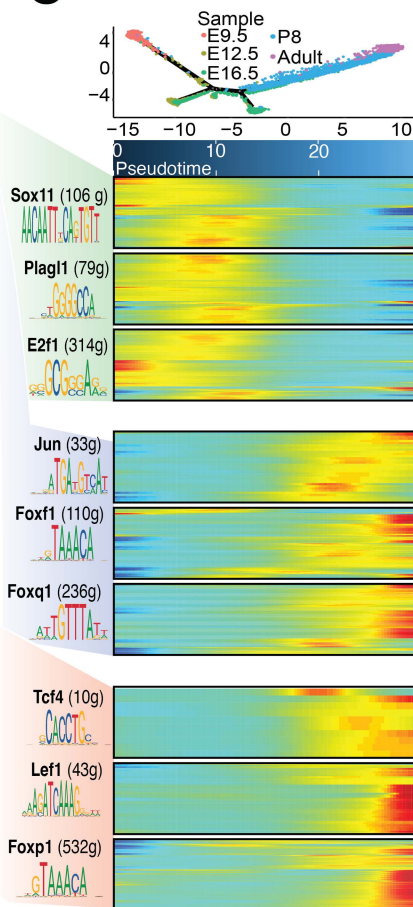 Sample
E9.5 P8
E12.5 Adult
E16.5
4
0
−4
−15 −10 −5 0 5 10
0 10 20
Pseudotime
Sox11 (106 g)
Plagl1 (79g)
E2f1 (314g)
Jun (33g)
Foxf1 (110g)
Foxq1 (236g)
Tcf4 (10g)
Lef1 (43g)
Foxp1 (532g)